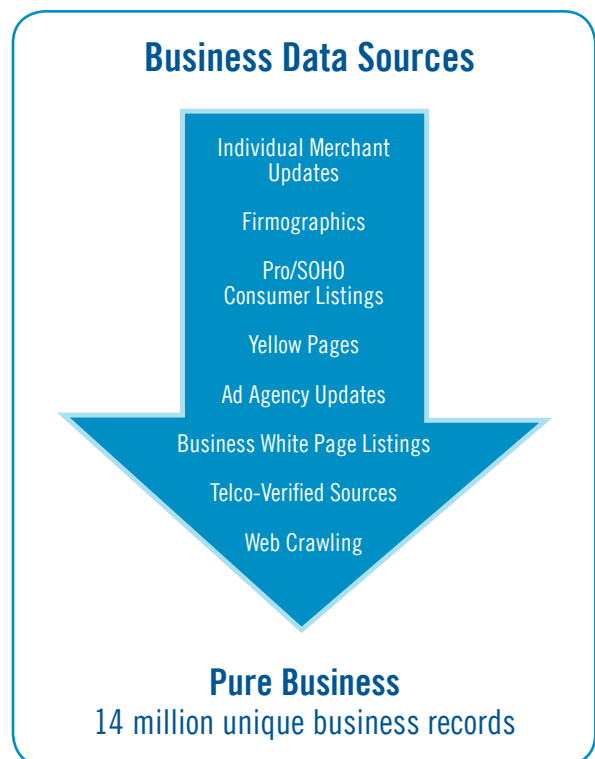 Business Data Sources
Individual Merchant
Updates
Firmographics
Pro/SOHO
Consumer Listings
Yellow Pages
Ad Agency Updates
Business White Page Listings
Telco-Verified Sources
Web Crawling
Pure Business
14 million unique business records